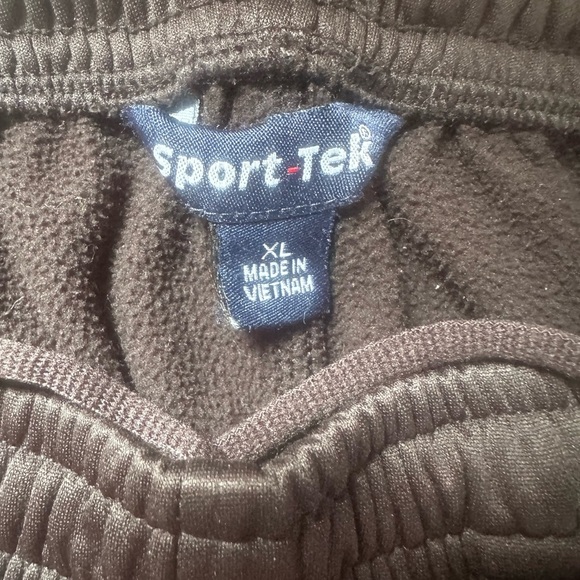 Sport-Tek®
XL
MADE IN
VIETNAM